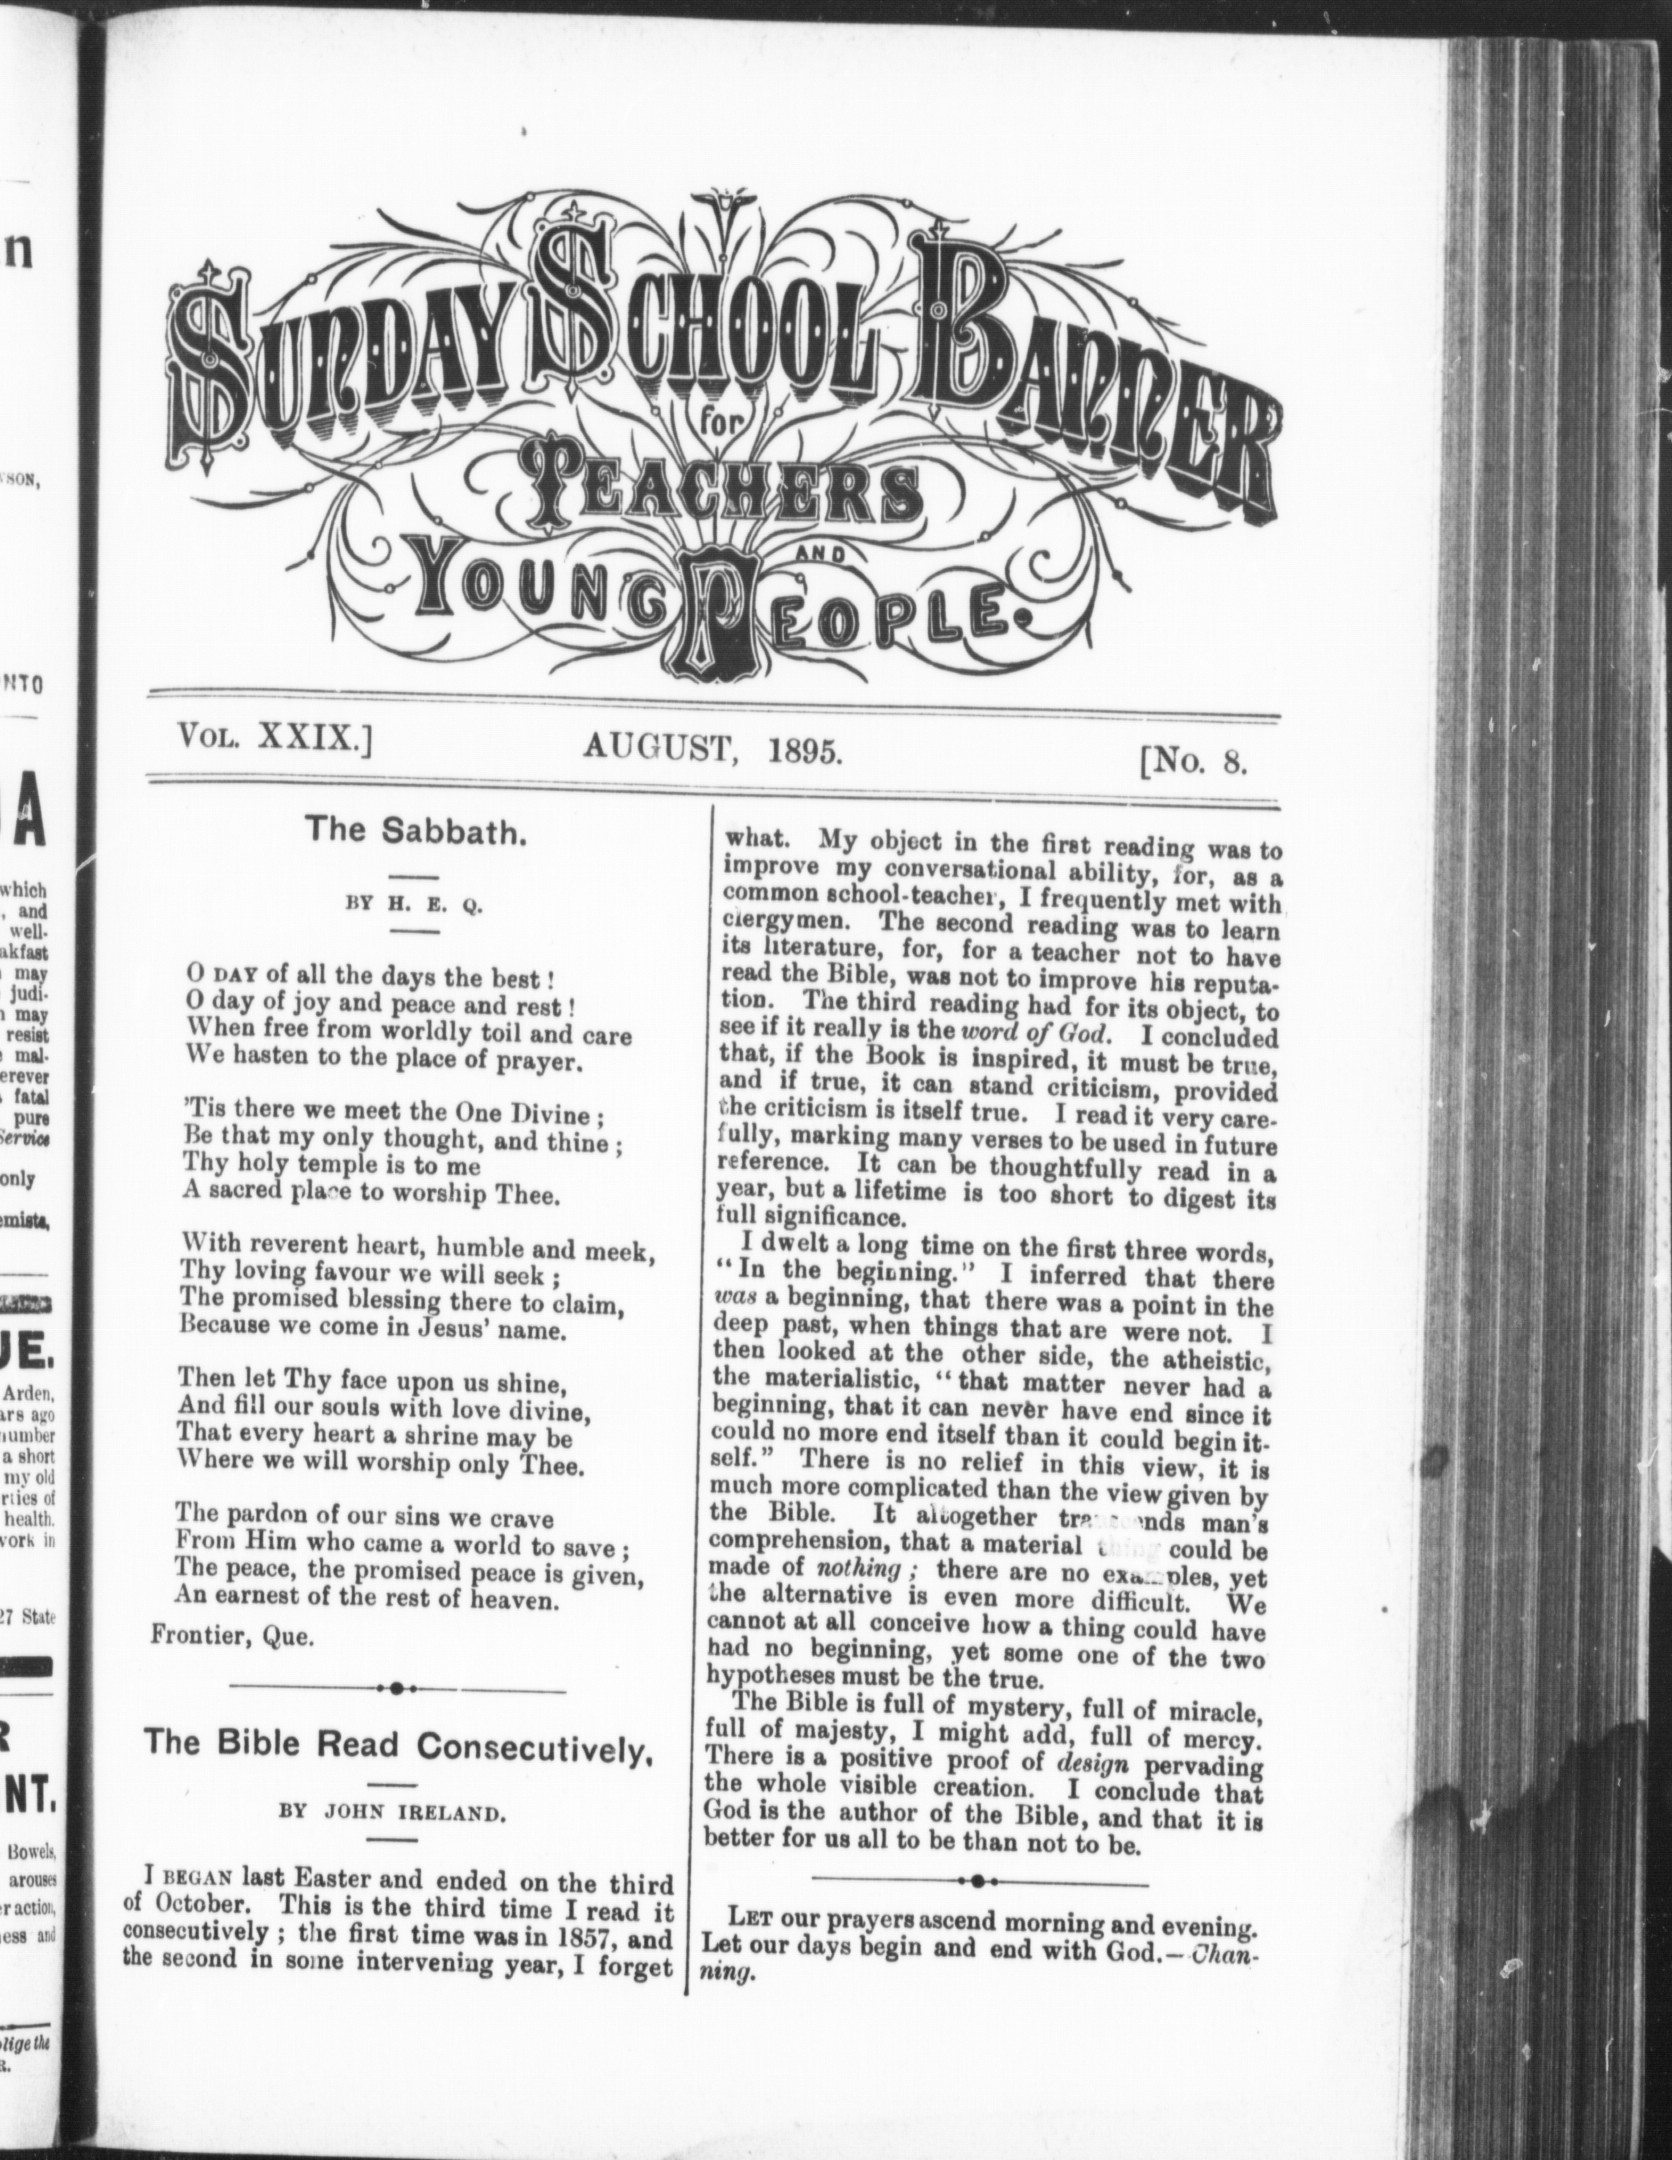 SUNDAY SCHOOL BANNER
for
TEACHERS
AND
YOUNG PEOPLE.
VOL. XXIX.] AUGUST, 1895. [No. 8.
The Sabbath.
BY H. E. Q.
O DAY of all the days the best !
O day of joy and peace and rest !
When free from worldly toil and care
We hasten to the place of prayer.
'Tis there we meet the One Divine ;
Be that my only thought, and thine ;
Thy holy temple is to me
A sacred place to worship Thee.
With reverent heart, humble and meek,
Thy loving favour we will seek ;
The promised blessing there to claim,
Because we come in Jesus' name.
Then let Thy face upon us shine,
And fill our souls with love divine,
That every heart a shrine may be
Where we will worship only Thee.
The pardon of our sins we crave
From Him who came a world to save ;
The peace, the promised peace is given,
An earnest of the rest of heaven.
Frontier, Que.
The Bible Read Consecutively.
BY JOHN IRELAND.
I BEGAN last Easter and ended on the third
of October. This is the third time I read it
consecutively ; the first time was in 1857, and
the second in some intervening year, I forget
what. My object in the first reading was to
improve my conversational ability, for, as a
common school-teacher, I frequently met with
clergymen. The second reading was to learn
its literature, for, for a teacher not to have
read the Bible, was not to improve his reputa-
tion. The third reading had for its object, to
see if it really is the word of God. I concluded
that, if the Book is inspired, it must be true,
and if true, it can stand criticism, provided
the criticism is itself true. I read it very care-
fully, marking many verses to be used in future
reference. It can be thoughtfully read in a
year, but a lifetime is too short to digest its
full significance.
I dwelt a long time on the first three words,
"In the beginning." I inferred that there
was a beginning, that there was a point in the
deep past, when things that are were not. I
then looked at the other side, the atheistic,
the materialistic, "that matter never had a
beginning, that it can never have end since it
could no more end itself than it could begin it-
self." There is no relief in this view, it is
much more complicated than the view given by
the Bible. It altogether transcends man's
comprehension, that a material thing could be
made of nothing ; there are no examples, yet
the alternative is even more difficult. We
cannot at all conceive how a thing could have
had no beginning, yet some one of the two
hypotheses must be the true.
The Bible is full of mystery, full of miracle,
full of majesty, I might add, full of mercy.
There is a positive proof of design pervading
the whole visible creation. I conclude that
God is the author of the Bible, and that it is
better for us all to be than not to be.
LET our prayers ascend morning and evening.
Let our days begin and end with God.—Chan-
ning.